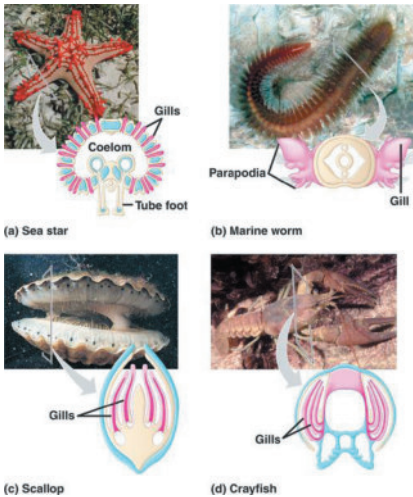 Gills
Coelom
Tube foot
(a) Sea star
Parapodia
Gill
(b) Marine worm
Gills
(c) Scallop
Gills
(d) Crayfish